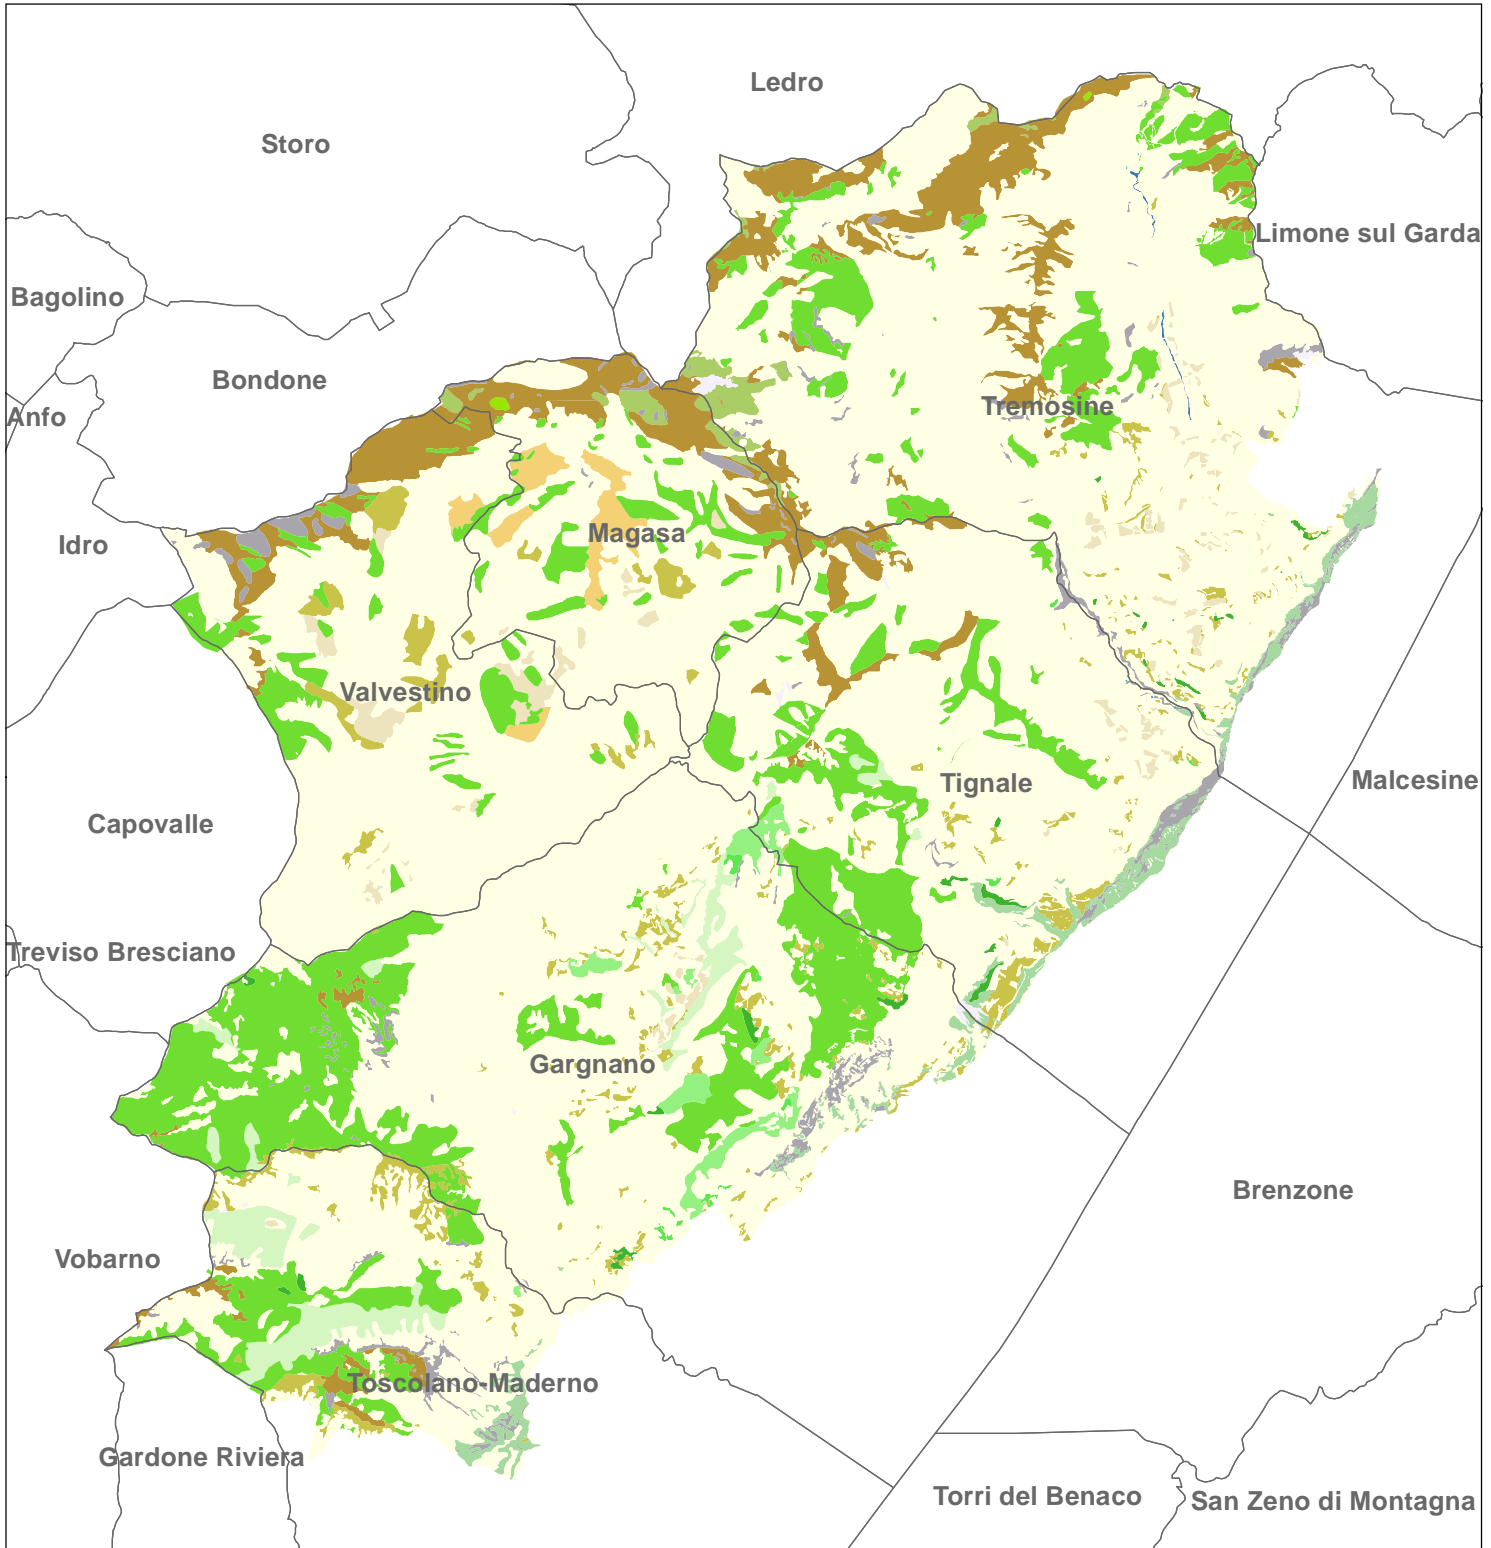 Ledro
Storo
Limone sul Garda
Bagolino
Bondone
Anfo
Tremosine
Magasa
Idro
Valvestino
Tignale
Malcesine
Capovalle
Treviso Bresciano
Gargnano
Brenzone
Vobarno
Toscolano-Maderno
Gardone Riviera
Torri del Benaco
San Zeno di Montagna